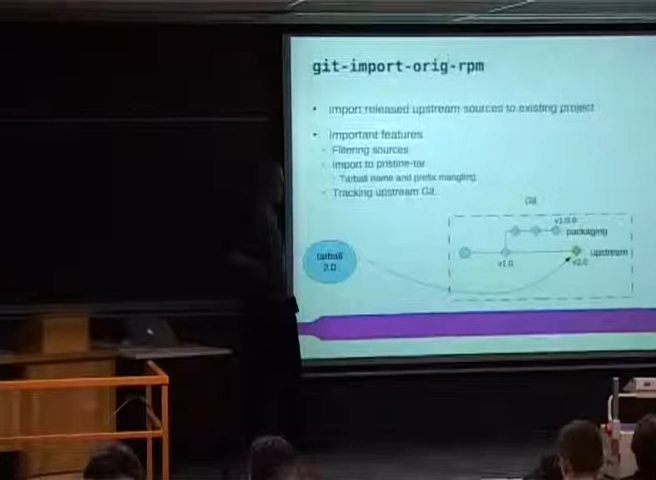 git-import-orig-rpm
Import released upstream sources to existing project
Important features
Filtering sources
Import to pristine-tar
Tarball name and prefix mangling
Tracking upstream Git
Git
v1.0.0
packaging
tarball
2.0
upstream
v1.0
v2.0